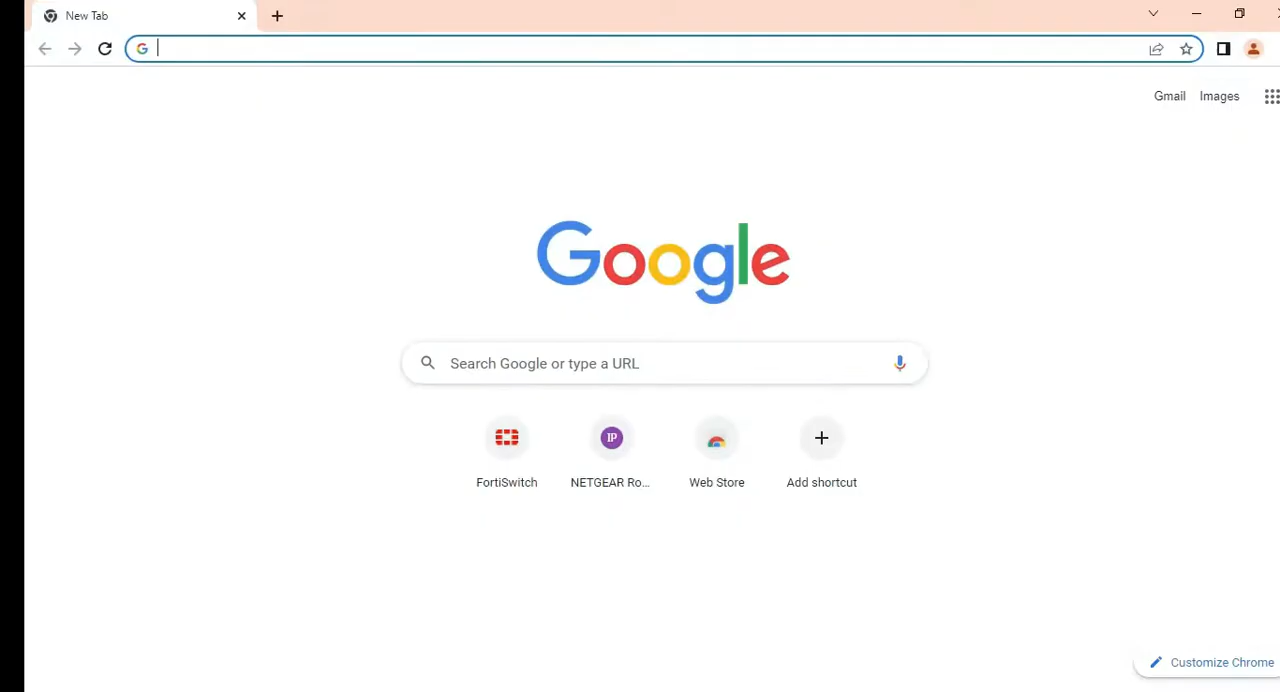 New Tab
Gmail Images
Google
Search Google or type a URL
IP
FortiSwitch NETGEAR Ro... Web Store Add shortcut
Customize Chrome